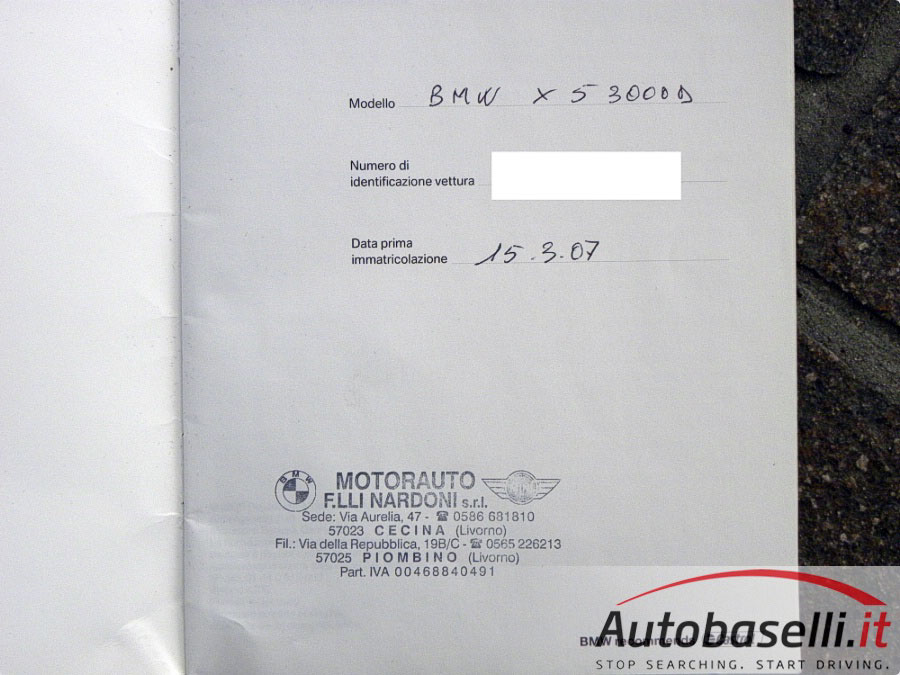 Modello BMW X5 3000D
Numero di
identificazione vettura
Data prima
immatricolazione 15.3.07
BMW
MOTORAUTO
F.LLI NARDONI s.r.l.
Sede: Via Aurelia, 47 - ☎ 0586 681810
57023 CECINA (Livorno)
Fil.: Via della Repubblica, 19B/C - ☎ 0565 226213
57025 PIOMBINO (Livorno)
Part. IVA 00468840491
BMW recommends Castrol
Autobaselli.it
STOP SEARCHING. START DRIVING.